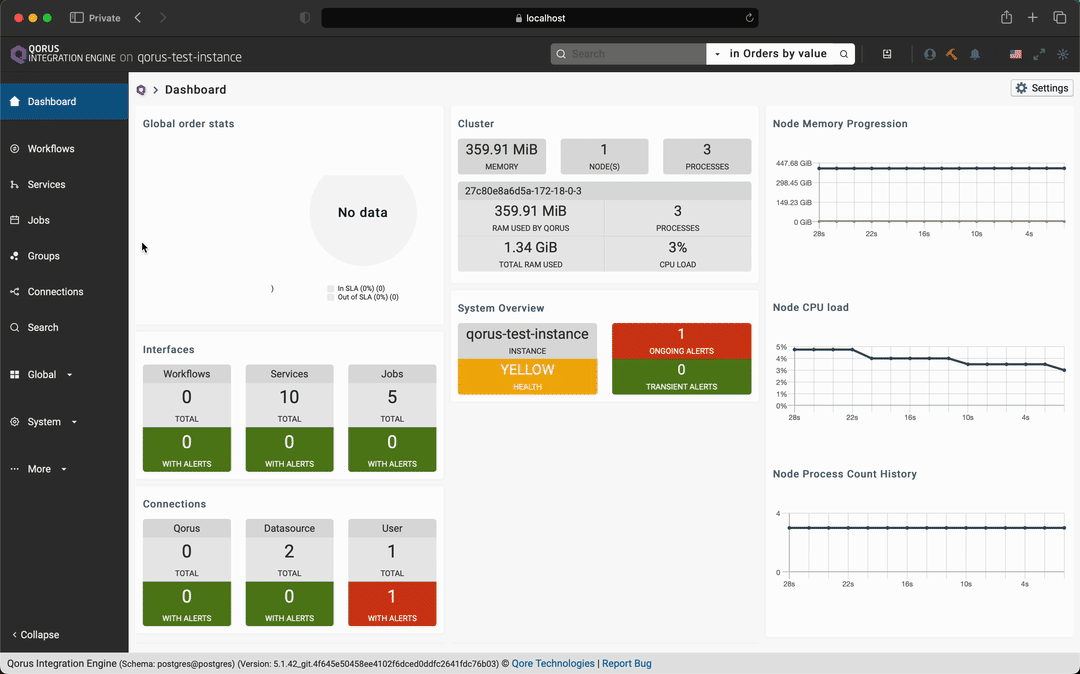 Private
localhost
QORUS
INTEGRATION ENGINE on qorus-test-instance
Search
in Orders by value
Dashboard
Workflows
Services
Jobs
Groups
Connections
Search
Global
System
More
Collapse
Dashboard
Settings
Global order stats
No data
)
In SLA (0%) (0)
Out of SLA (0%) (0)
Interfaces
Workflows
0
TOTAL
0
WITH ALERTS
Services
10
TOTAL
0
WITH ALERTS
Jobs
5
TOTAL
0
WITH ALERTS
Connections
Qorus
0
TOTAL
0
WITH ALERTS
Datasource
2
TOTAL
0
WITH ALERTS
User
1
TOTAL
1
WITH ALERTS
Cluster
359.91 MiB
MEMORY
1
NODE(S)
3
PROCESSES
27c80e8a6d5a-172-18-0-3
359.91 MiB
RAM USED BY QORUS
3
PROCESSES
1.34 GiB
TOTAL RAM USED
3%
CPU LOAD
System Overview
qorus-test-instance
INSTANCE
YELLOW
HEALTH
1
ONGOING ALERTS
0
TRANSIENT ALERTS
Node Memory Progression
447.68 GiB
298.45 GiB
149.23 GiB
0 GiB
28s 22s 16s 10s 4s
Node CPU load
5%
4%
3%
2%
1%
0%
28s 22s 16s 10s 4s
Node Process Count History
4
0
28s 22s 16s 10s 4s
Qorus Integration Engine (Schema: postgres@postgres) (Version: 5.1.42_git.4f645e50458ee4102f6dced0ddfc2641fdc76b03) © Qore Technologies | Report Bug